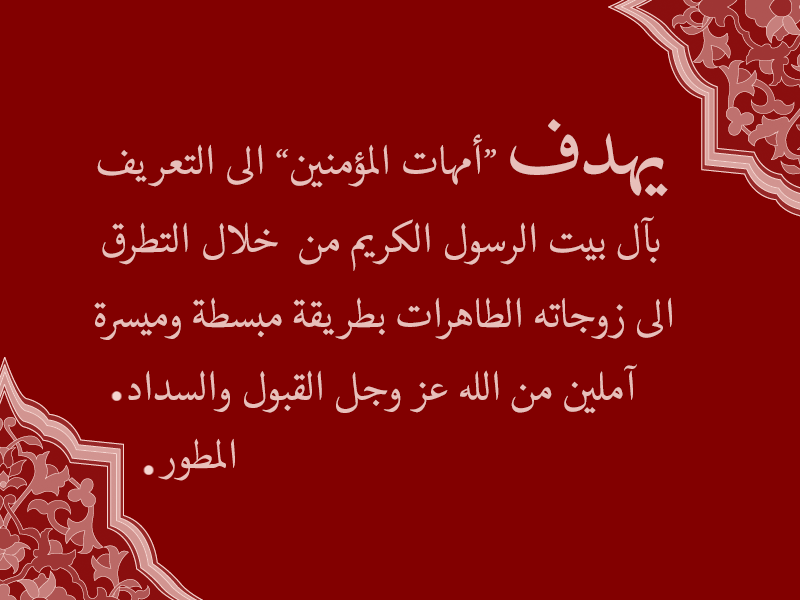 يهدف ”أمهات المؤمنين“ الى التعريف
بآل بيت الرسول الكريم من خلال التطرق
الى زوجاته الطاهرات بطريقة مبسطة وميسرة
آملين من الله عز وجل القبول والسداد.
المطور.